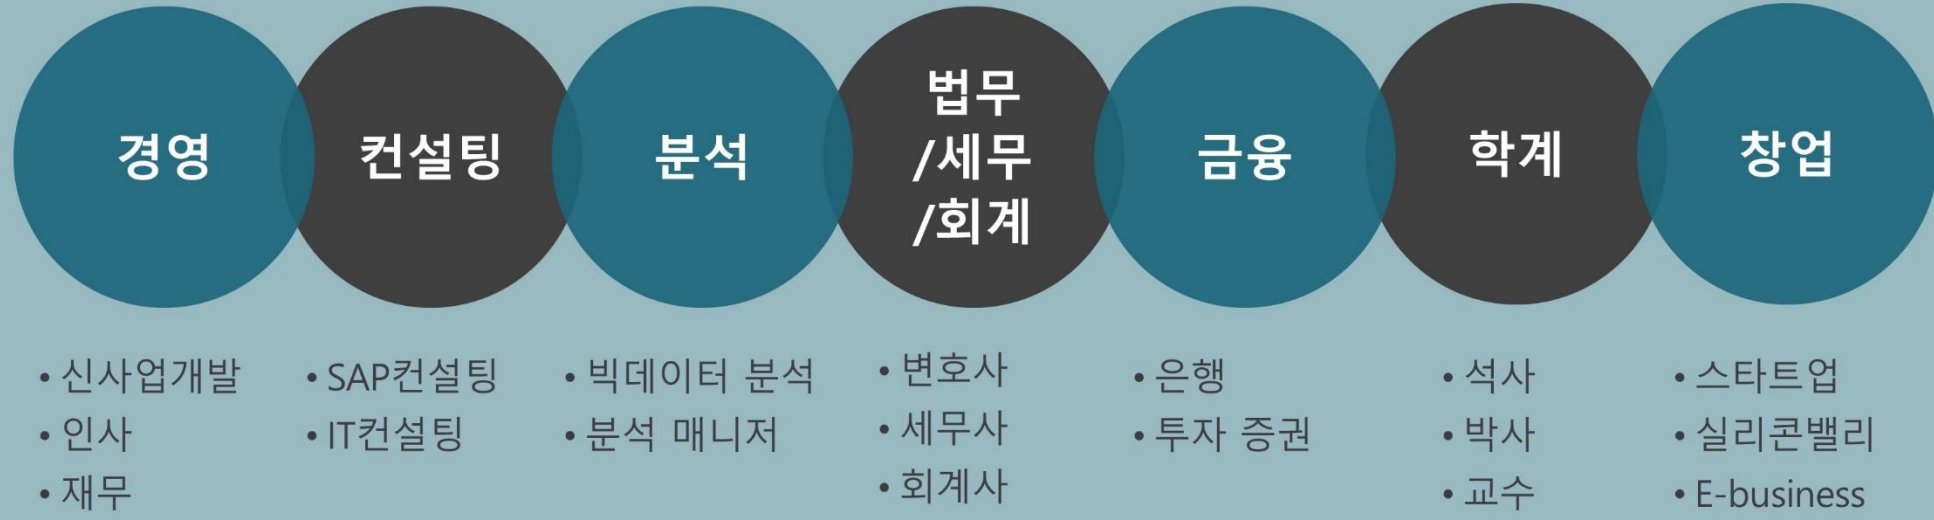 경영
컨설팅
분석
법무
/세무
/회계
금융
학계
창업
• 신사업개발
• 인사
• 재무
• SAP컨설팅
• IT컨설팅
• 빅데이터 분석
• 분석 매니저
• 변호사
• 세무사
• 회계사
• 은행
• 투자 증권
• 석사
• 박사
• 교수
• 스타트업
• 실리콘밸리
• E-business